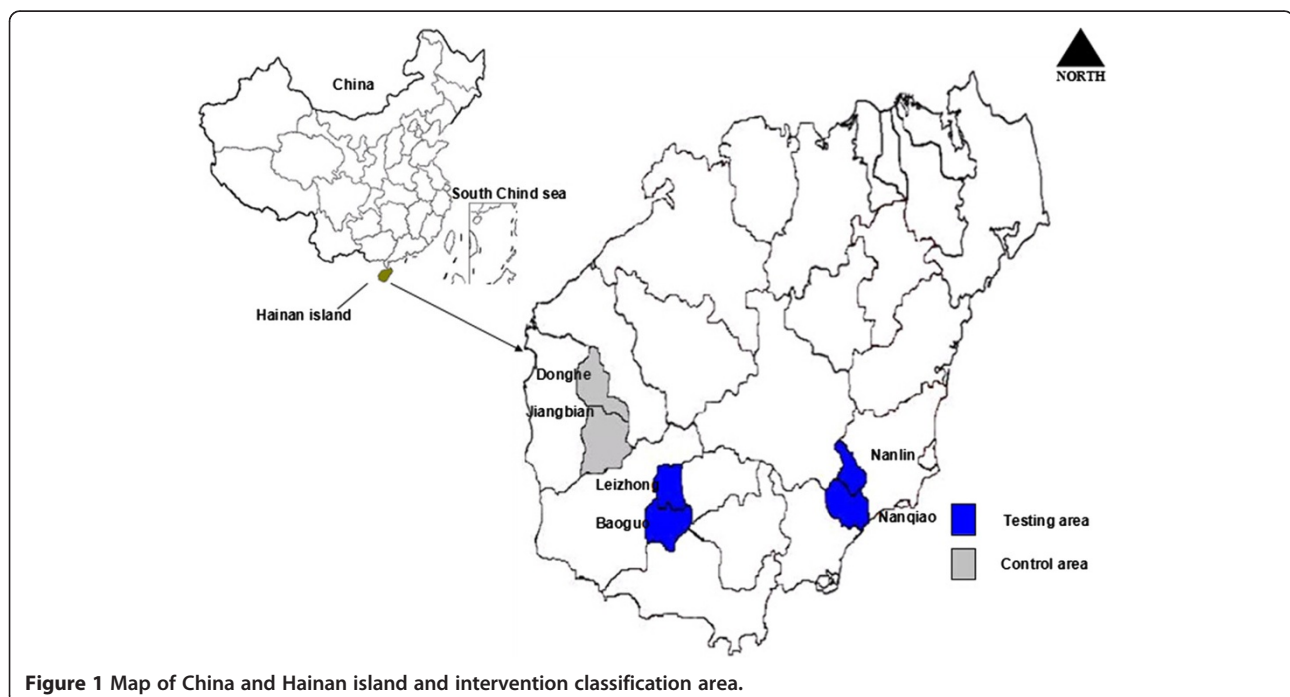 China
NORTH
South Chind sea
Hainan island
Donghe
Jiangbian
Leizhong
Baoguo
Nanlin
Nanqiao
Testing area
Control area
Figure 1 Map of China and Hainan island and intervention classification area.